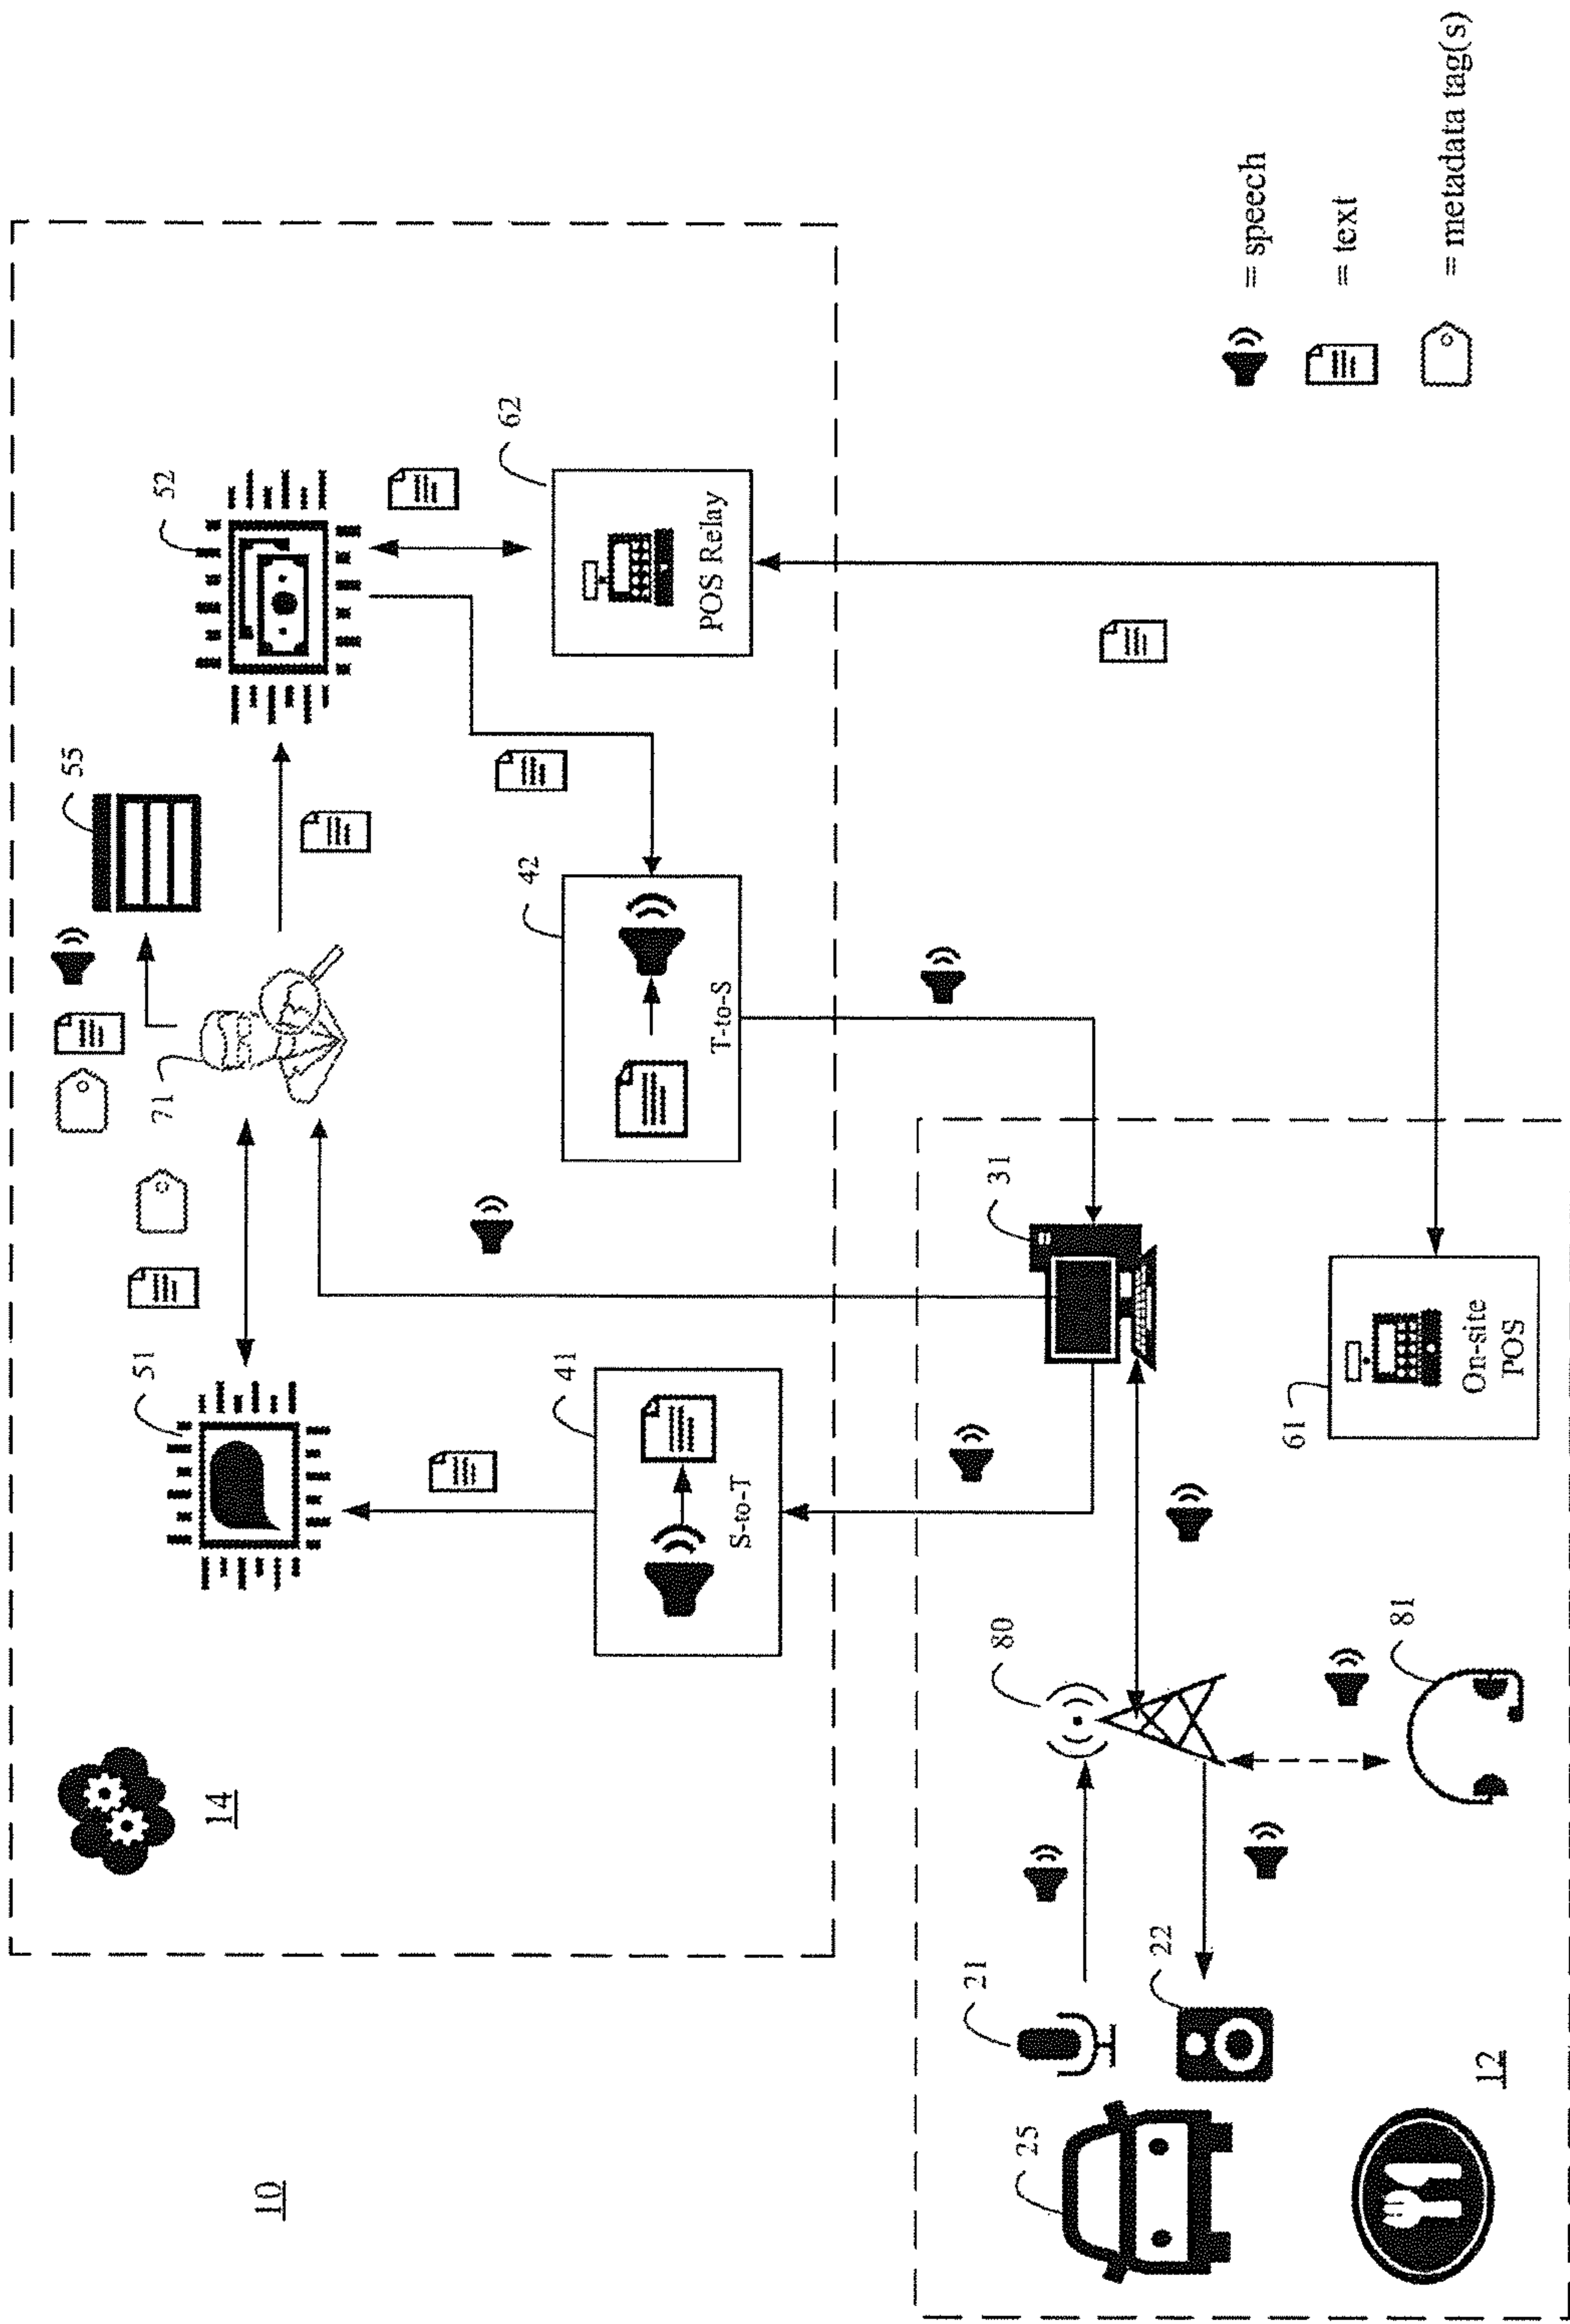 10
14
51
71
55
52
41
S-to-T
42
T-to-S
62
POS Relay
12
25
21
22
80
81
31
61
On-site
POS
= speech
= text
= metadata tag(s)